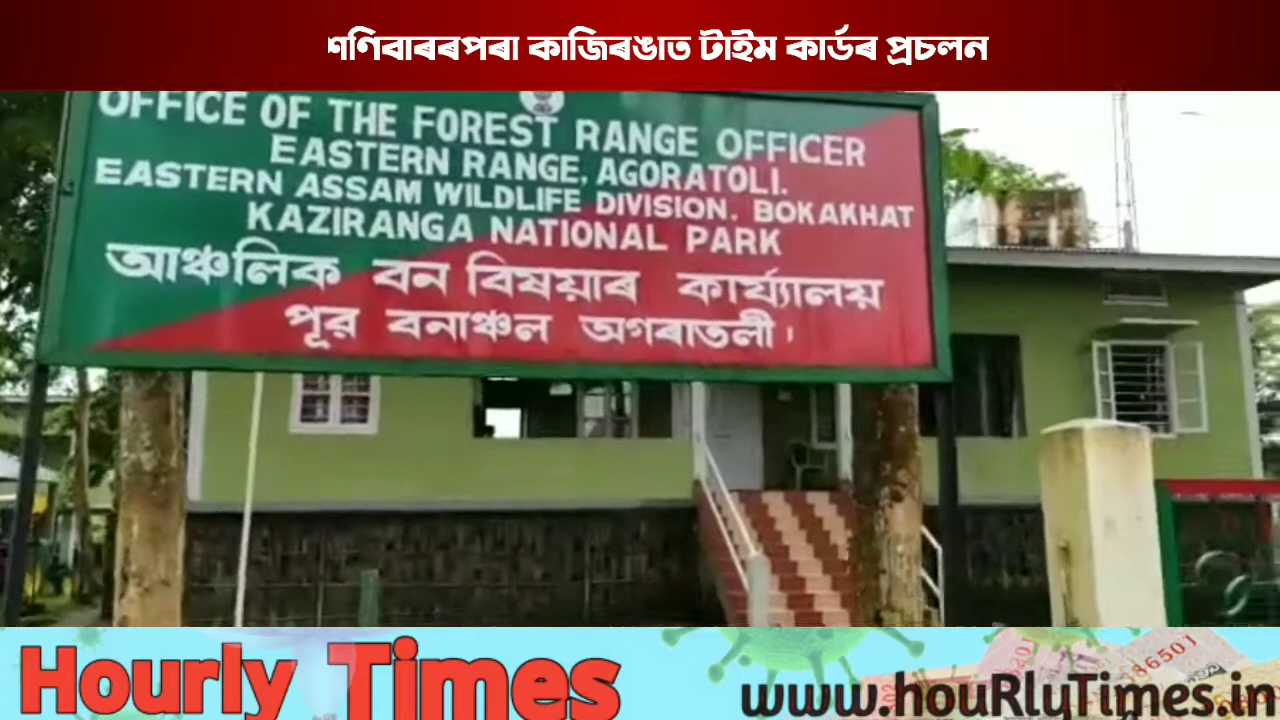 শণিবাৰৰপৰা কাজিৰঙাত টাইম কাৰ্ডৰ প্ৰচলন
OFFICE OF THE FOREST RANGE OFFICER
EASTERN RANGE, AGORATOLI.
EASTERN ASSAM WILDLIFE DIVISION. BOKAKHAT
KAZIRANGA NATIONAL PARK
আঞ্চলিক বন বিষয়াৰ কাৰ্য্যালয়
পূৱ বনাঞ্চল অগৰাতলী।
Hourly Times
www.houRlyTimes.in